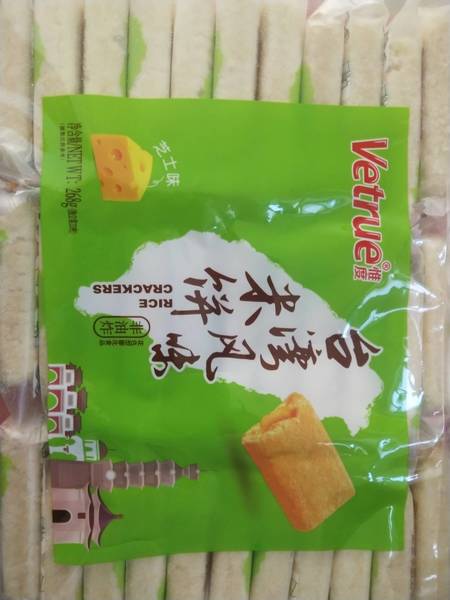 Vetrue®
唯度
台湾风味
米饼
RICE
CRACKERS
非油炸
芝士味
净含量/NET WT: 268g